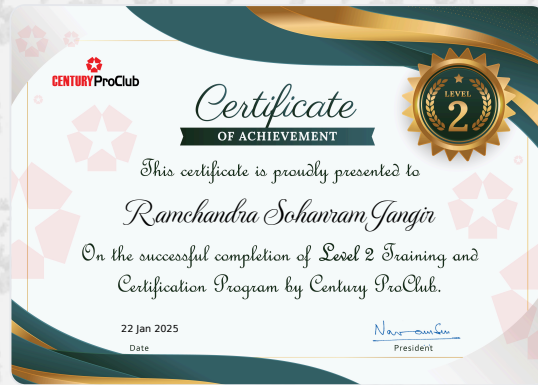 CENTURY ProClub
Certificate
OF ACHIEVEMENT
LEVEL
2
This certificate is proudly presented to
Ramchandra Sohanram Jangir
On the successful completion of Level 2 Training and
Certification Program by Century ProClub.
22 Jan 2025
Date
President